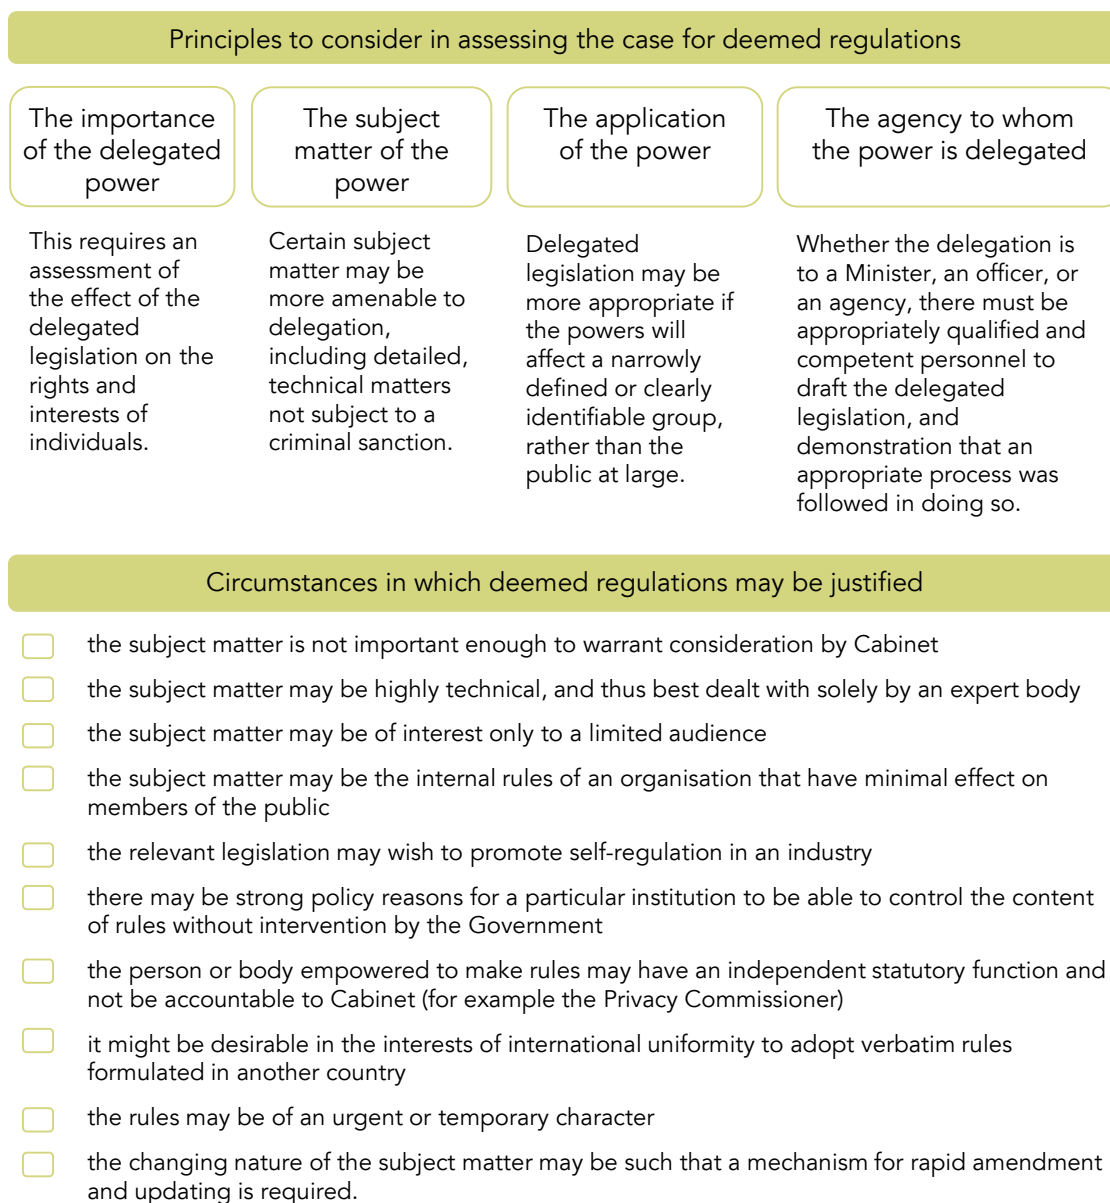 Principles to consider in assessing the case for deemed regulations
The importance
of the delegated
power
The subject
matter of the
power
The application
of the power
The agency to whom
the power is delegated
This requires an
assessment of
the effect of the
delegated
legislation on the
rights and
interests of
individuals.
Certain subject
matter may be
more amenable to
delegation,
including detailed,
technical matters
not subject to a
criminal sanction.
Delegated
legislation may be
more appropriate if
the powers will
affect a narrowly
defined or clearly
identifiable group,
rather than the
public at large.
Whether the delegation is
to a Minister, an officer, or
an agency, there must be
appropriately qualified and
competent personnel to
draft the delegated
legislation, and
demonstration that an
appropriate process was
followed in doing so.
Circumstances in which deemed regulations may be justified
the subject matter is not important enough to warrant consideration by Cabinet
the subject matter may be highly technical, and thus best dealt with solely by an expert body
the subject matter may be of interest only to a limited audience
the subject matter may be the internal rules of an organisation that have minimal effect on
members of the public
the relevant legislation may wish to promote self-regulation in an industry
there may be strong policy reasons for a particular institution to be able to control the content
of rules without intervention by the Government
the person or body empowered to make rules may have an independent statutory function and
not be accountable to Cabinet (for example the Privacy Commissioner)
it might be desirable in the interests of international uniformity to adopt verbatim rules
formulated in another country
the rules may be of an urgent or temporary character
the changing nature of the subject matter may be such that a mechanism for rapid amendment
and updating is required.